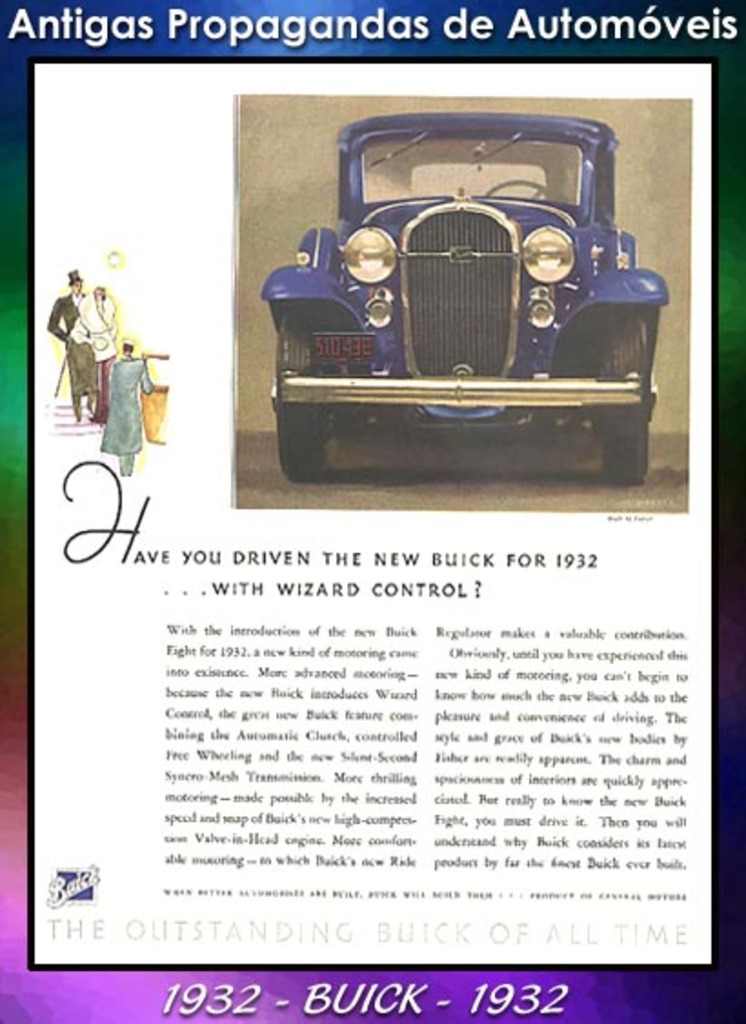 Antigas Propagandas de Automóveis
510438
HAVE YOU DRIVEN THE NEW BUICK FOR 1932
. . . WITH WIZARD CONTROL?
With the introduction of the new Buick
Eight for 1932, a new kind of motoring came
into existence. More advanced motoring—
because the new Buick introduces Wizard
Control, the great new Buick feature com-
bining the Automatic Clutch, controlled
Free Wheeling and the new Silent-Second
Syncro-Mesh Transmission. More thrilling
motoring—made possible by the increased
speed and snap of Buick's new high-compres-
sion Valve-in-Head engine. More comfort-
able motoring—to which Buick's new Ride
Regulator makes a valuable contribution.
Obviously, until you have experienced this
new kind of motoring, you can't begin to
know how much the new Buick adds to the
pleasure and convenience of driving. The
style and grace of Buick's new bodies by
Fisher are readily apparent. The charm and
spaciousness of interiors are quickly appre-
ciated. But really to know the new Buick
Eight, you must drive it. Then you will
understand why Buick considers its latest
product by far the finest Buick ever built.
Buick
WHEN BETTER AUTOMOBILES ARE BUILT, BUICK WILL BUILD THEM . . . PRODUCT OF GENERAL MOTORS
THE OUTSTANDING BUICK OF ALL TIME
1932 - BUICK - 1932